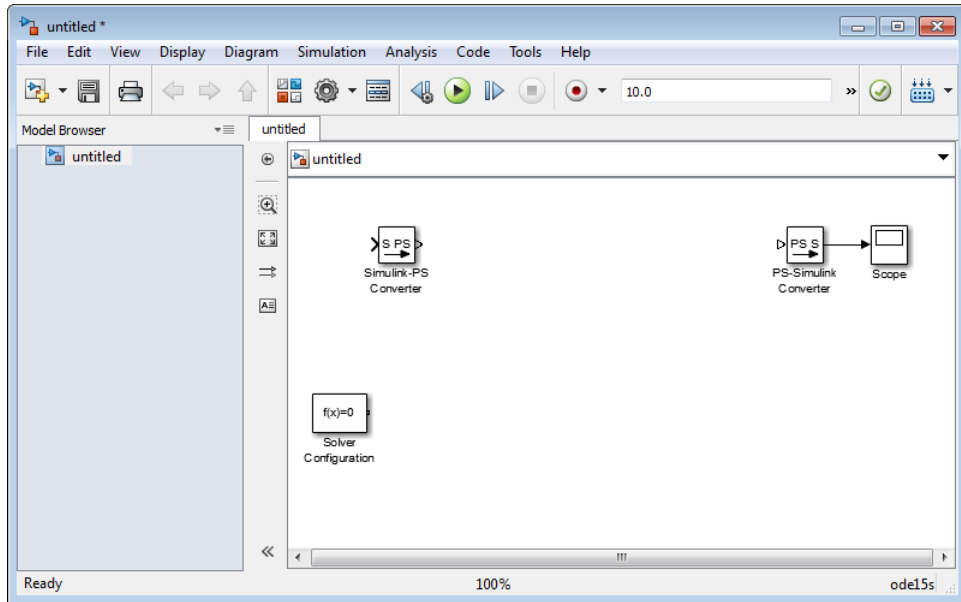 untitled *
File Edit View Display Diagram Simulation Analysis Code Tools Help
10.0 »
Model Browser
untitled
untitled
untitled
S PS
Simulink-PS
Converter
PS S
PS-Simulink
Converter
Scope
f(x)=0
Solver
Configuration
Ready
100%
ode15s